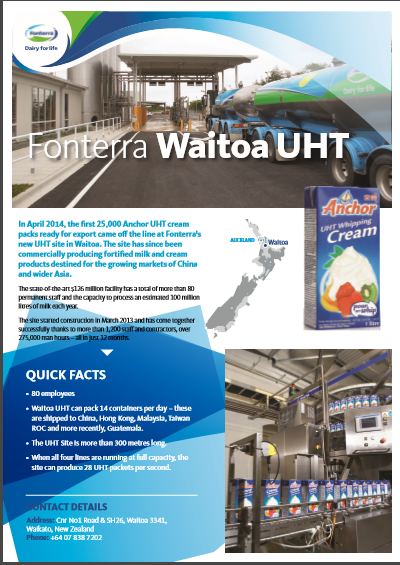 Fonterra
Dairy for life
Dairy for life
Fonterra Waitoa UHT
In April 2014, the first 25,000 Anchor UHT cream
packs ready for export came off the line at Fonterra's
new UHT site in Waitoa. The site has since been
commercially producing fortified milk and cream
products destined for the growing markets of China
and wider Asia.
The state-of-the-art $126 million facility has a total of more than 80
permanent staff and the capacity to process an estimated 100 million
litres of milk each year.
The site started construction in March 2013 and has come together
successfully thanks to more than 1,200 staff and contractors, over
275,000 man hours – all in just 12 months.
AUCKLAND
Waitoa
Anchor
UHT Whipping
Cream
QUICK FACTS
• 80 employees
• Waitoa UHT can pack 14 containers per day – these
are shipped to China, Hong Kong, Malaysia, Taiwan
ROC and more recently, Guatemala.
• The UHT Site is more than 300 metres long.
• When all four lines are running at full capacity, the
site can produce 28 UHT packets per second.
CONTACT DETAILS
Address: Cnr No1 Road & SH26, Waitoa 3341,
Waikato, New Zealand
Phone: +64 07 838 7202